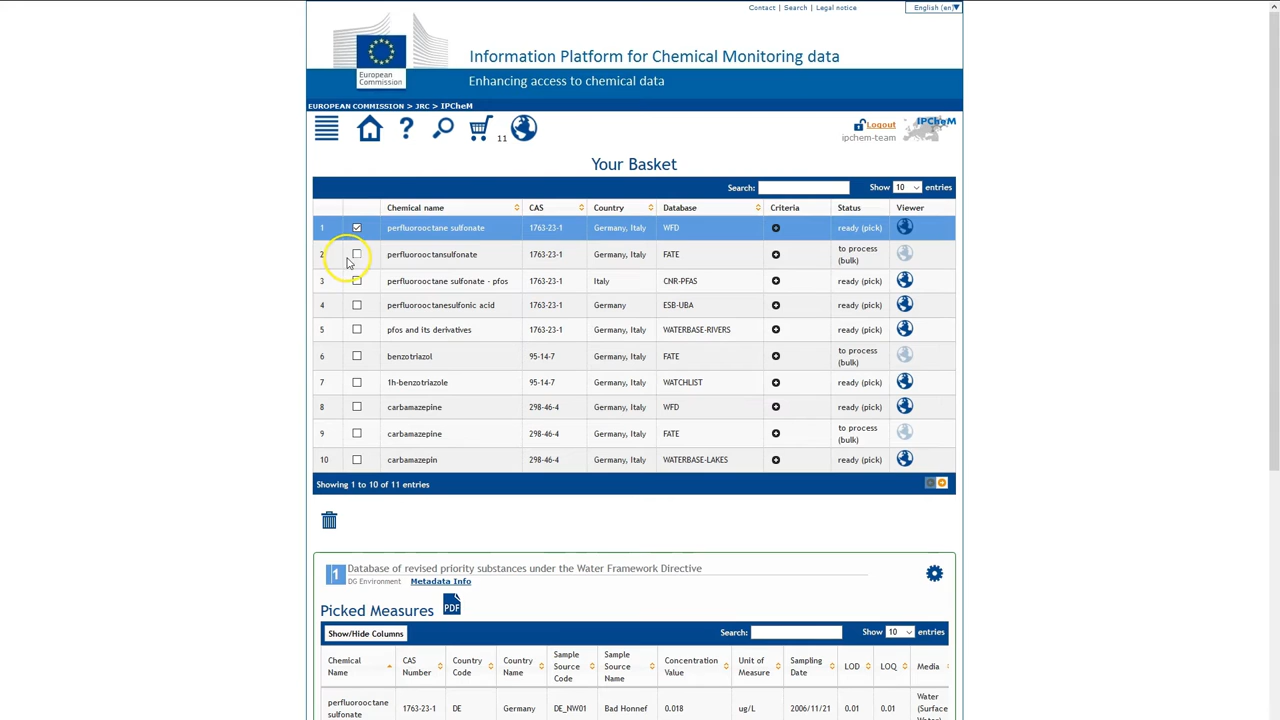 Contact | Search | Legal notice
English (en)
European
Commission
Information Platform for Chemical Monitoring data
Enhancing access to chemical data
EUROPEAN COMMISSION > JRC > IPCheM
11
Logout
ipchem-team
IPCheM
Your Basket
Search: Show 10 entries
Chemical name CAS Country Database Criteria Status Viewer
1 perfluorooctane sulfonate 1763-23-1 Germany, Italy WFD ready (pick)
2 perfluorooctansulfonate 1763-23-1 Germany, Italy FATE to process (bulk)
3 perfluorooctane sulfonate - pfos 1763-23-1 Italy CNR-PFAS ready (pick)
4 perfluorooctanesulfonic acid 1763-23-1 Germany ESB-UBA ready (pick)
5 pfos and its derivatives 1763-23-1 Germany, Italy WATERBASE-RIVERS ready (pick)
6 benzotriazol 95-14-7 Germany, Italy FATE to process (bulk)
7 1h-benzotriazole 95-14-7 Germany, Italy WATCHLIST ready (pick)
8 carbamazepine 298-46-4 Germany, Italy WFD ready (pick)
9 carbamazepine 298-46-4 Germany, Italy FATE to process (bulk)
10 carbamazepin 298-46-4 Germany, Italy WATERBASE-LAKES ready (pick)
Showing 1 to 10 of 11 entries
1 Database of revised priority substances under the Water Framework Directive
DG Environment Metadata Info
Picked Measures PDF
Show/Hide Columns Search: Show 10 entries
Chemical Name CAS Number Country Code Country Name Sample Source Code Sample Source Name Concentration Value Unit of Measure Sampling Date LOD LOQ Media
perfluorooctane sulfonate 1763-23-1 DE Germany DE_NW01 Bad Honnef 0.018 ug/L 2006/11/21 0.01 0.01 Water (Surface Water)